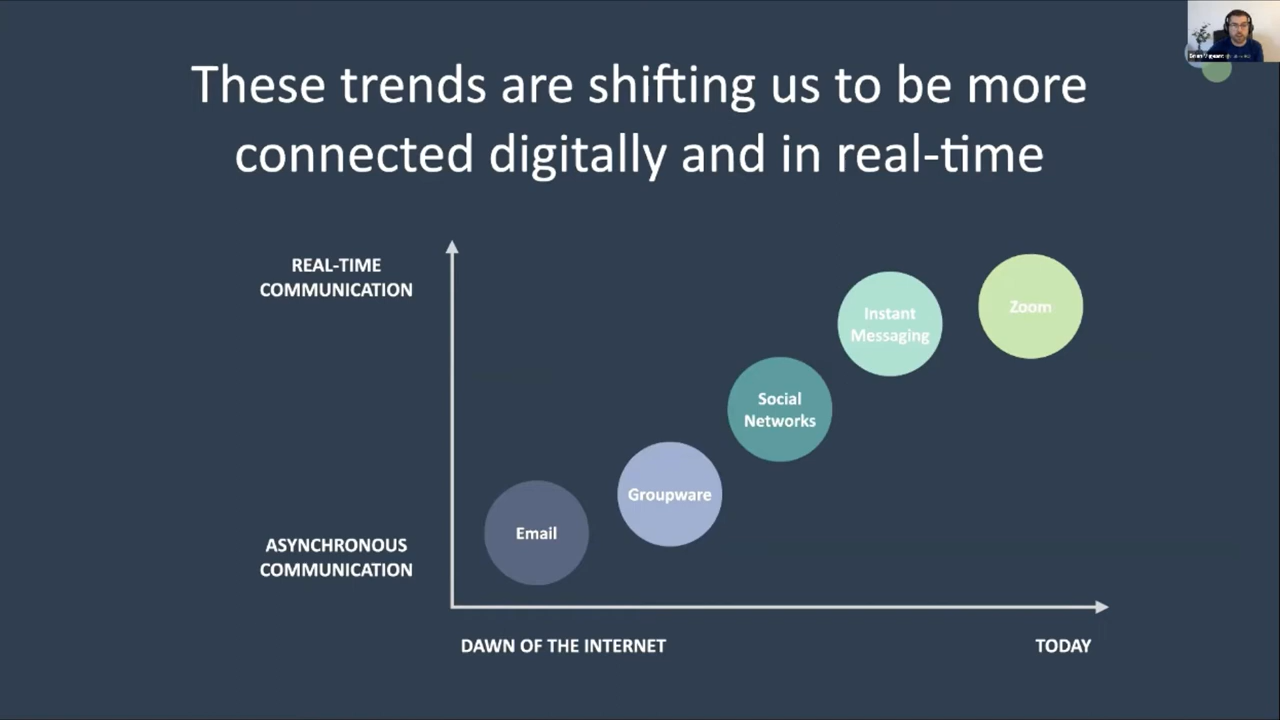 These trends are shifting us to be more
connected digitally and in real-time
REAL-TIME
COMMUNICATION
Instant
Messaging
Zoom
Social
Networks
Groupware
Email
ASYNCHRONOUS
COMMUNICATION
DAWN OF THE INTERNET
TODAY